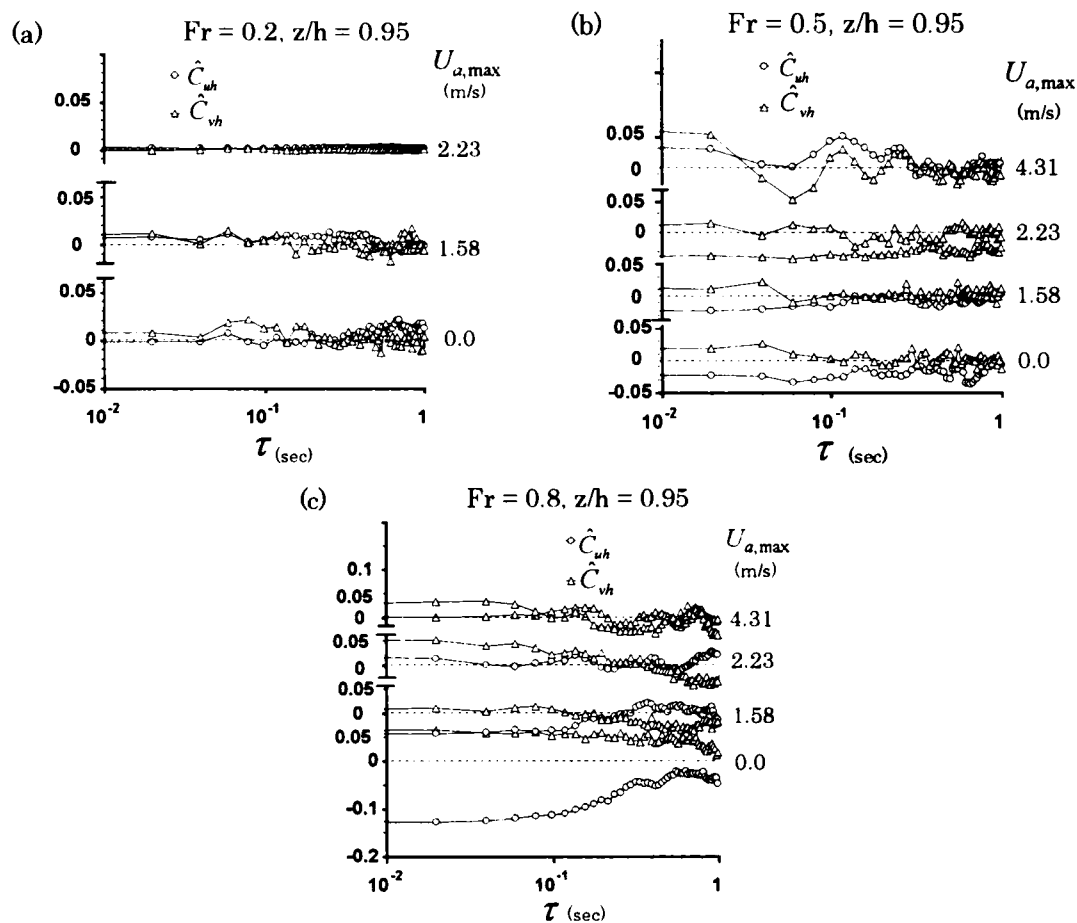 (a) Fr = 0.2, z/h = 0.95
○ Ĉuh
△ Ĉvh
Ua,max
(m/s)
0.05
0 2.23
0.05
0 1.58
0.05
0 0.0
-0.05
10⁻² 10⁻¹ 1
τ (sec)
(b) Fr = 0.5, z/h = 0.95
○ Ĉuh
△ Ĉvh
Ua,max
(m/s)
0.05
0 4.31
0 2.23
0.05
0 1.58
0.05
0 0.0
-0.05
10⁻² 10⁻¹ 1
τ (sec)
(c) Fr = 0.8, z/h = 0.95
○ Ĉuh
△ Ĉvh
Ua,max
(m/s)
0.1
0.05
0 4.31
0.05
0 2.23
0.05
0 1.58
0.05
0 0.0
-0.1
-0.2
10⁻² 10⁻¹ 1
τ (sec)